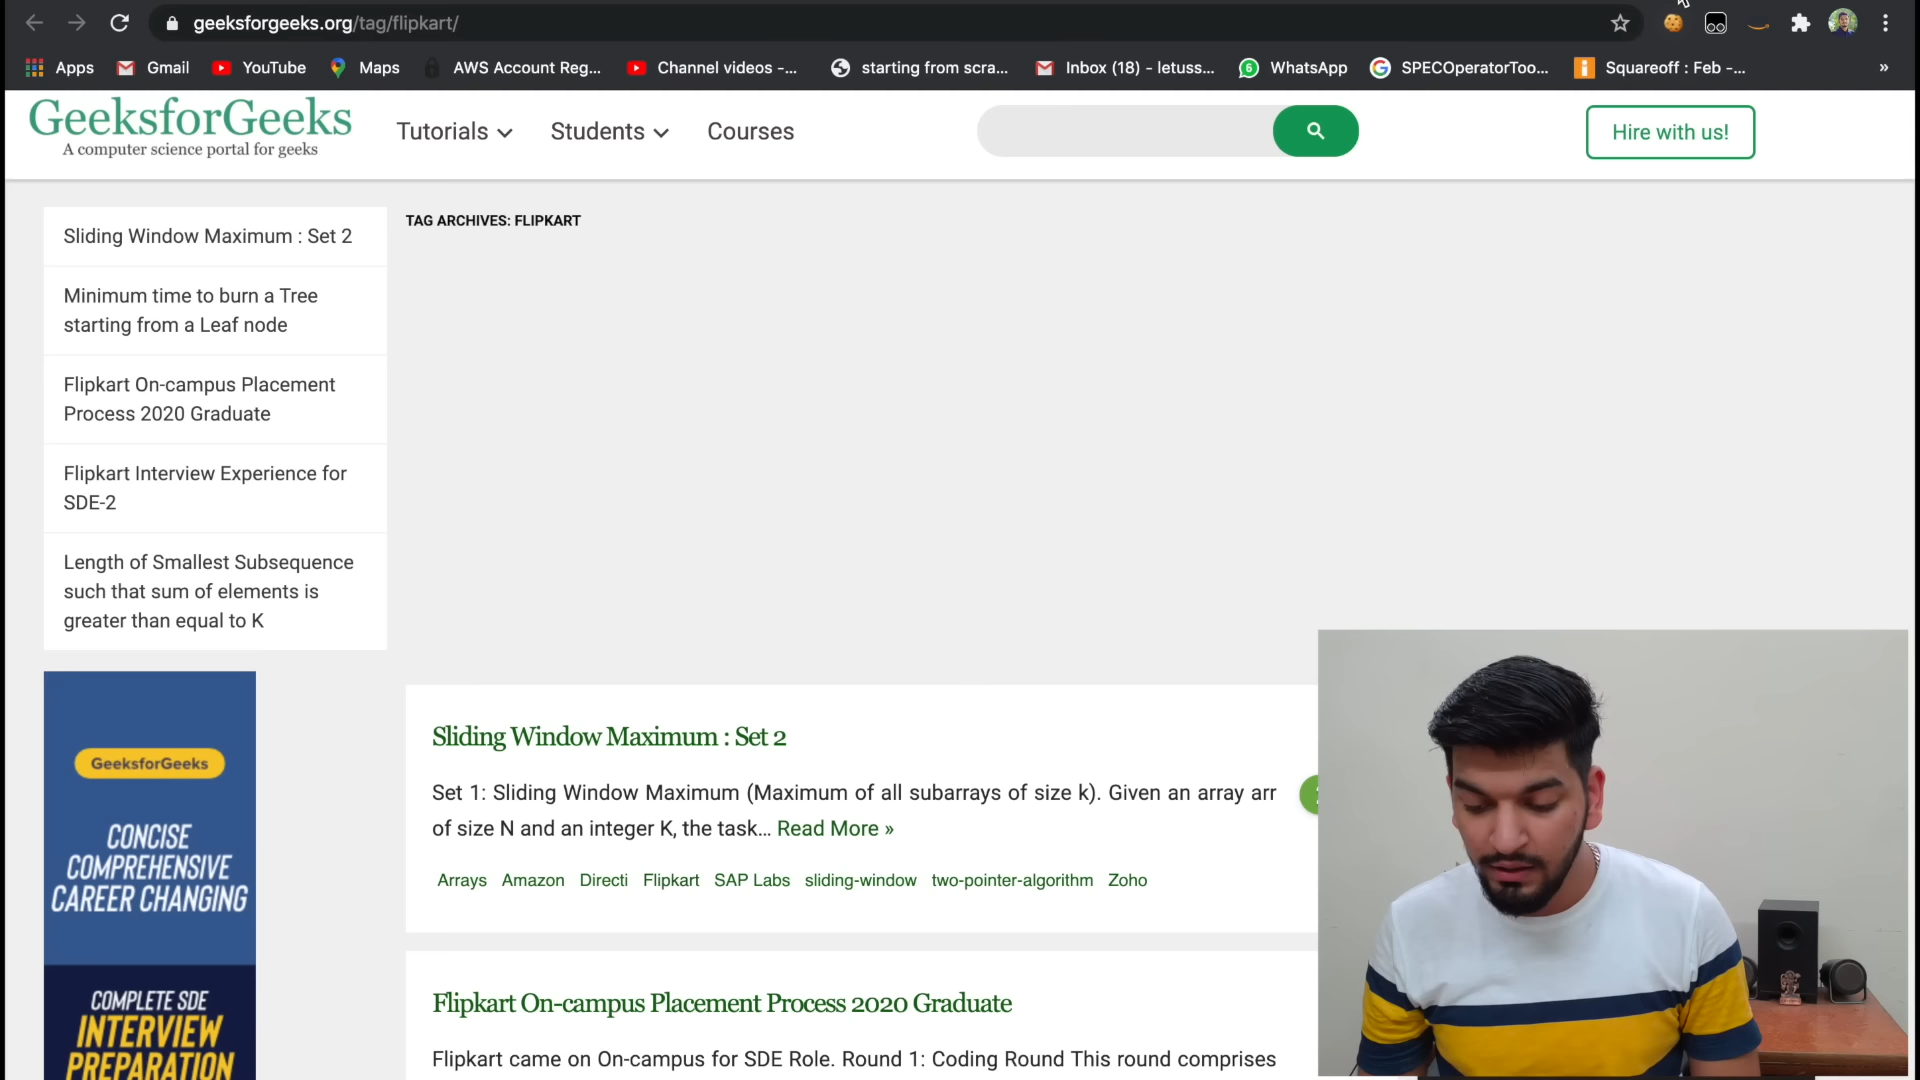 geeksforgeeks.org/tag/flipkart/
Apps Gmail YouTube Maps AWS Account Reg... Channel videos -... starting from scra... Inbox (18) - letuss... 6 WhatsApp SPECOperatorToo... Squareoff : Feb -... »
GeeksforGeeks
A computer science portal for geeks
Tutorials Students Courses
Hire with us!
Sliding Window Maximum : Set 2
Minimum time to burn a Tree
starting from a Leaf node
Flipkart On-campus Placement
Process 2020 Graduate
Flipkart Interview Experience for
SDE-2
Length of Smallest Subsequence
such that sum of elements is
greater than equal to K
GeeksforGeeks
CONCISE
COMPREHENSIVE
CAREER CHANGING
COMPLETE SDE
INTERVIEW
PREPARATION
TAG ARCHIVES: FLIPKART
Sliding Window Maximum : Set 2
Set 1: Sliding Window Maximum (Maximum of all subarrays of size k). Given an array arr
of size N and an integer K, the task... Read More »
Arrays Amazon Directi Flipkart SAP Labs sliding-window two-pointer-algorithm Zoho
Flipkart On-campus Placement Process 2020 Graduate
Flipkart came on On-campus for SDE Role. Round 1: Coding Round This round comprises